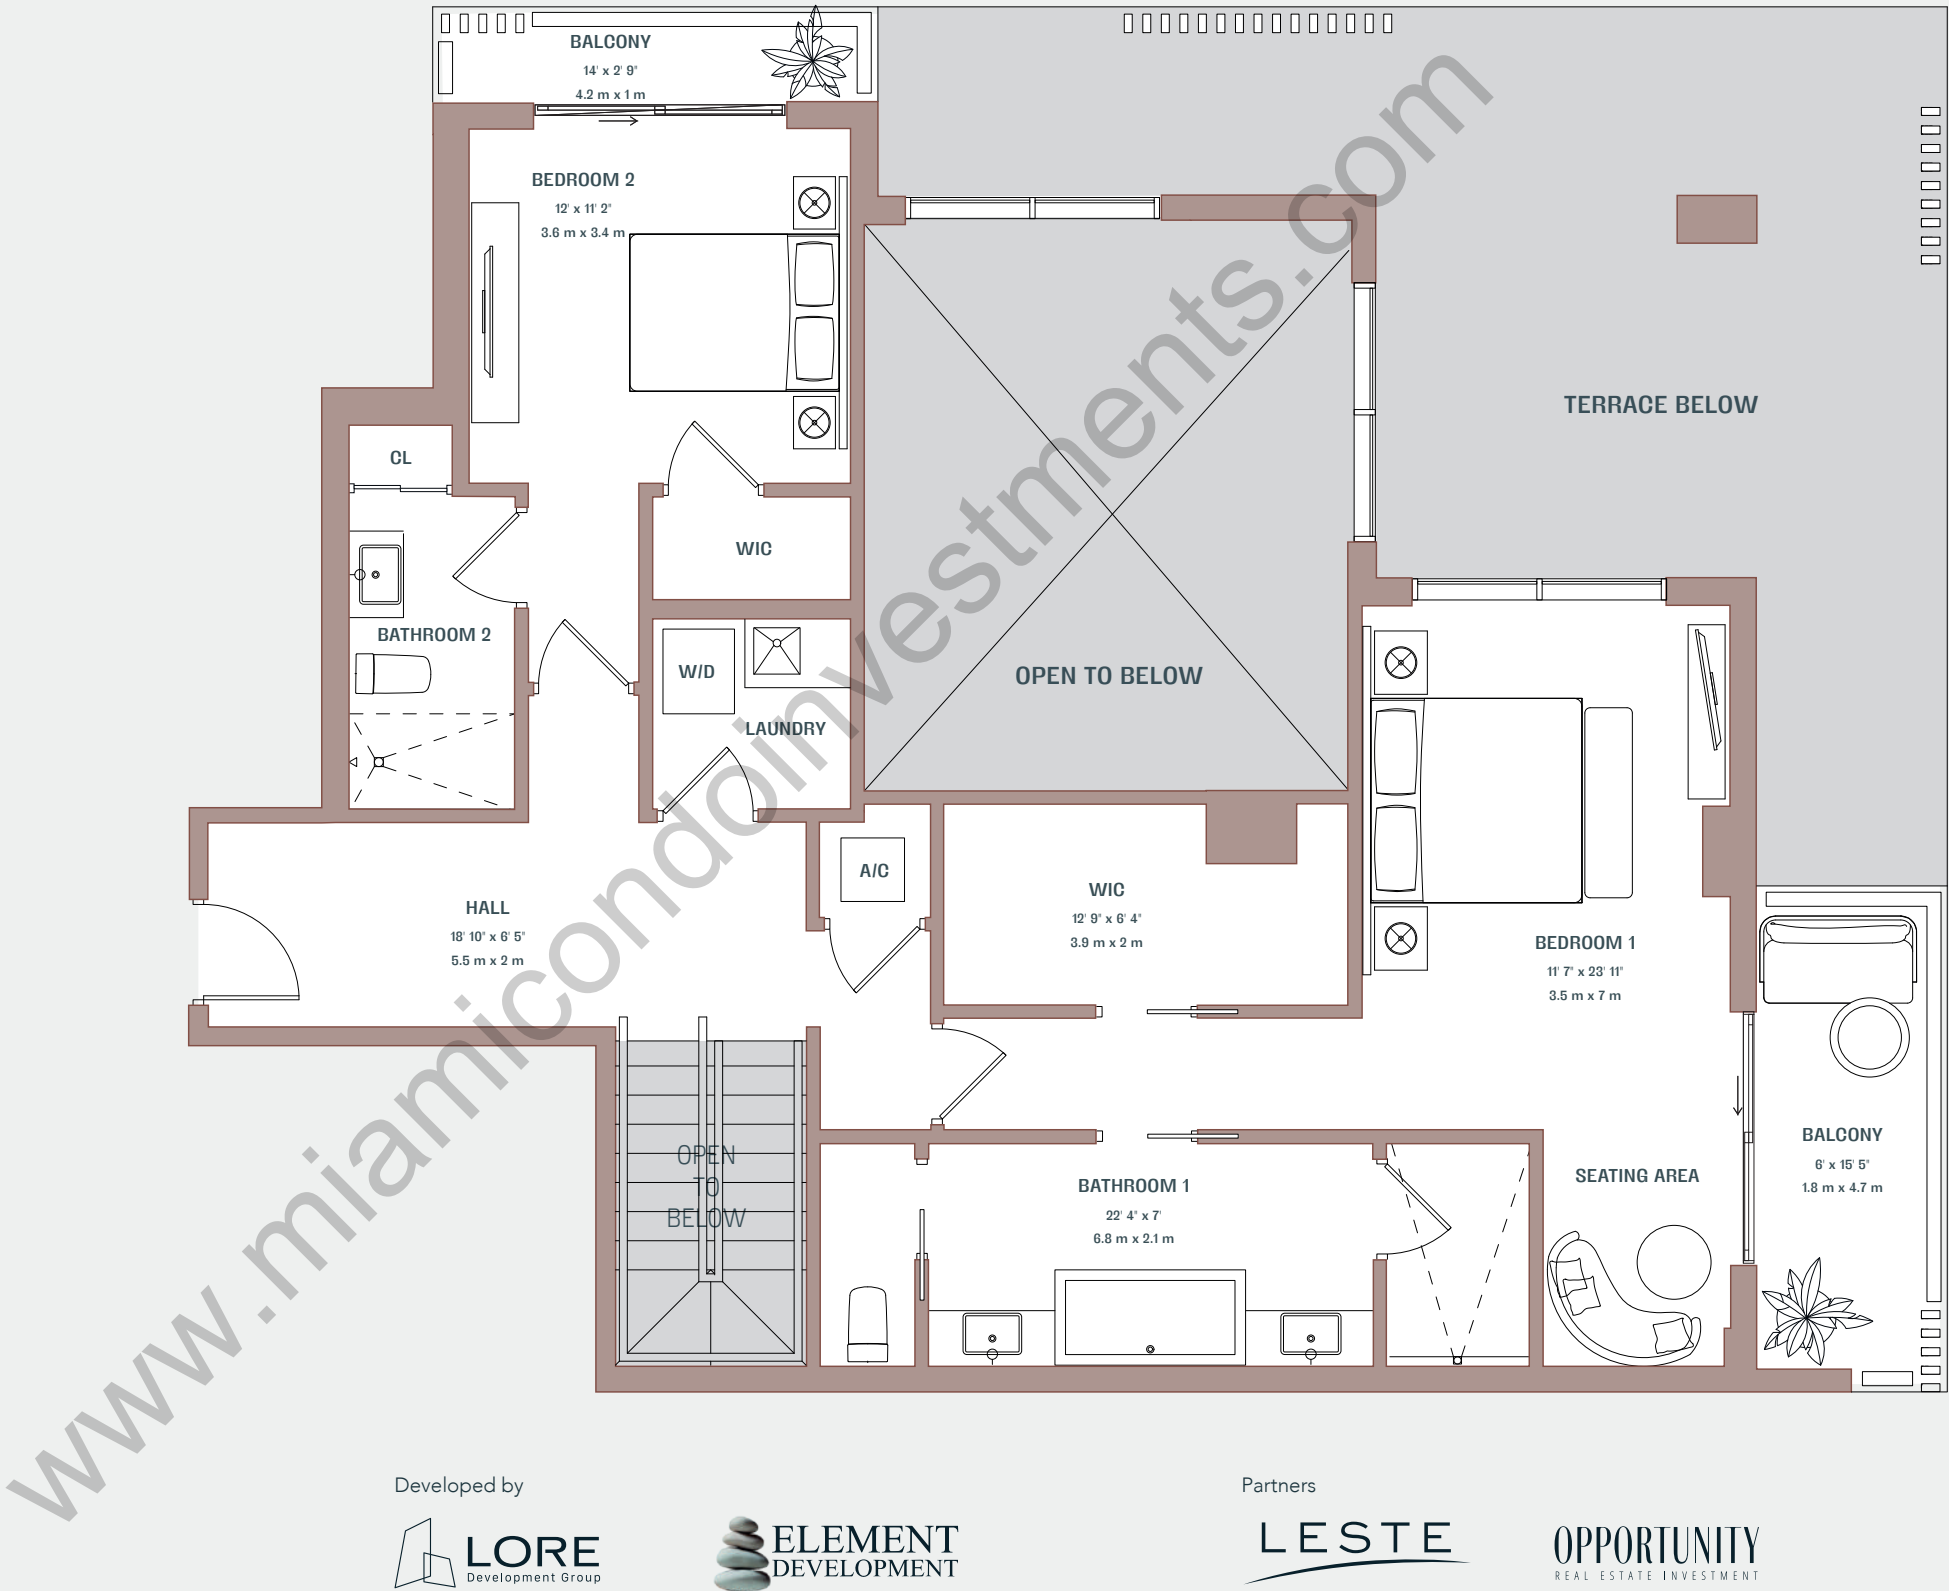 BALCONY
14' x 2' 9"
4.2 m x 1 m
BEDROOM 2
12' x 11' 2"
3.6 m x 3.4 m
TERRACE BELOW
CL
WIC
BATHROOM 2
W/D
LAUNDRY
OPEN TO BELOW
A/C
WIC
12' 9" x 6' 4"
3.9 m x 2 m
HALL
18' 10" x 6' 5"
5.5 m x 2 m
BEDROOM 1
11' 7" x 23' 11"
3.5 m x 7 m
OPEN
TO
BELOW
BATHROOM 1
22' 4" x 7'
6.8 m x 2.1 m
SEATING AREA
BALCONY
6' x 15' 5"
1.8 m x 4.7 m
www.miamicondoinvestments.com
Developed by
LORE
Development Group
ELEMENT
DEVELOPMENT
Partners
LESTE
OPPORTUNITY
REAL ESTATE INVESTMENT